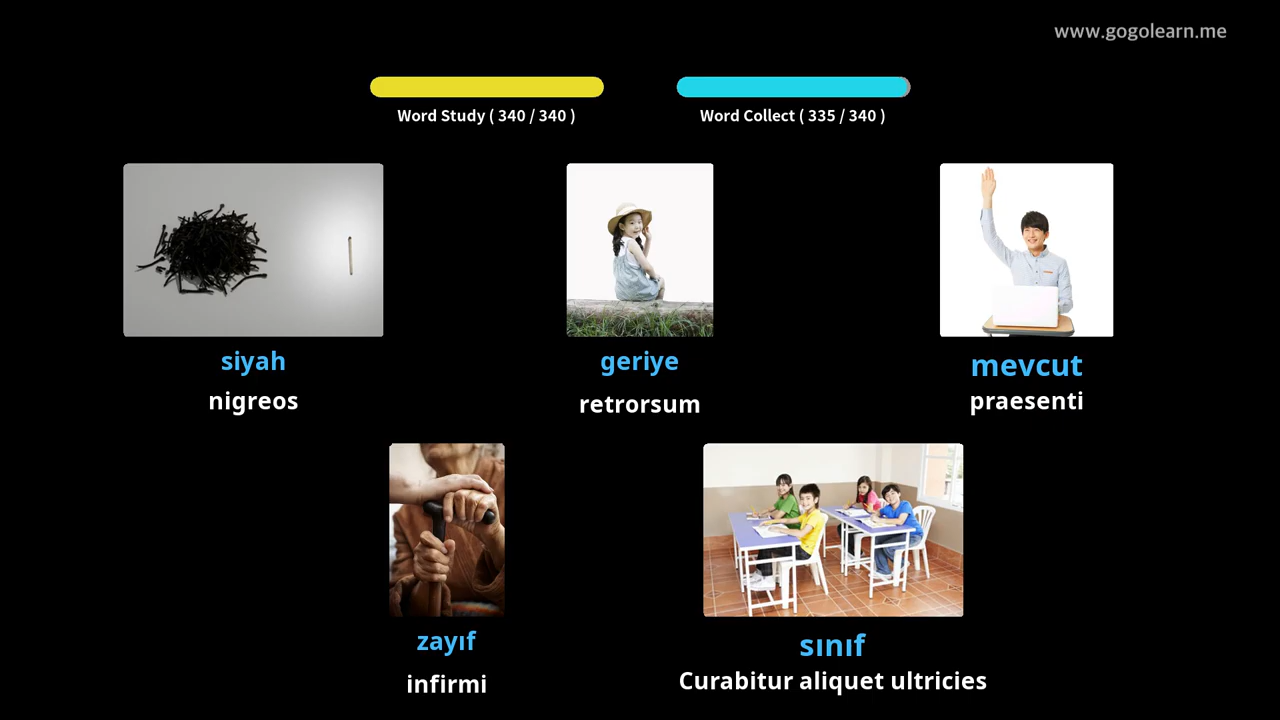 www.gogolearn.me
Word Study ( 340 / 340 )
Word Collect ( 335 / 340 )
siyah
nigreos
geriye
retrorsum
mevcut
praesenti
zayıf
infirmi
sınıf
Curabitur aliquet ultricies